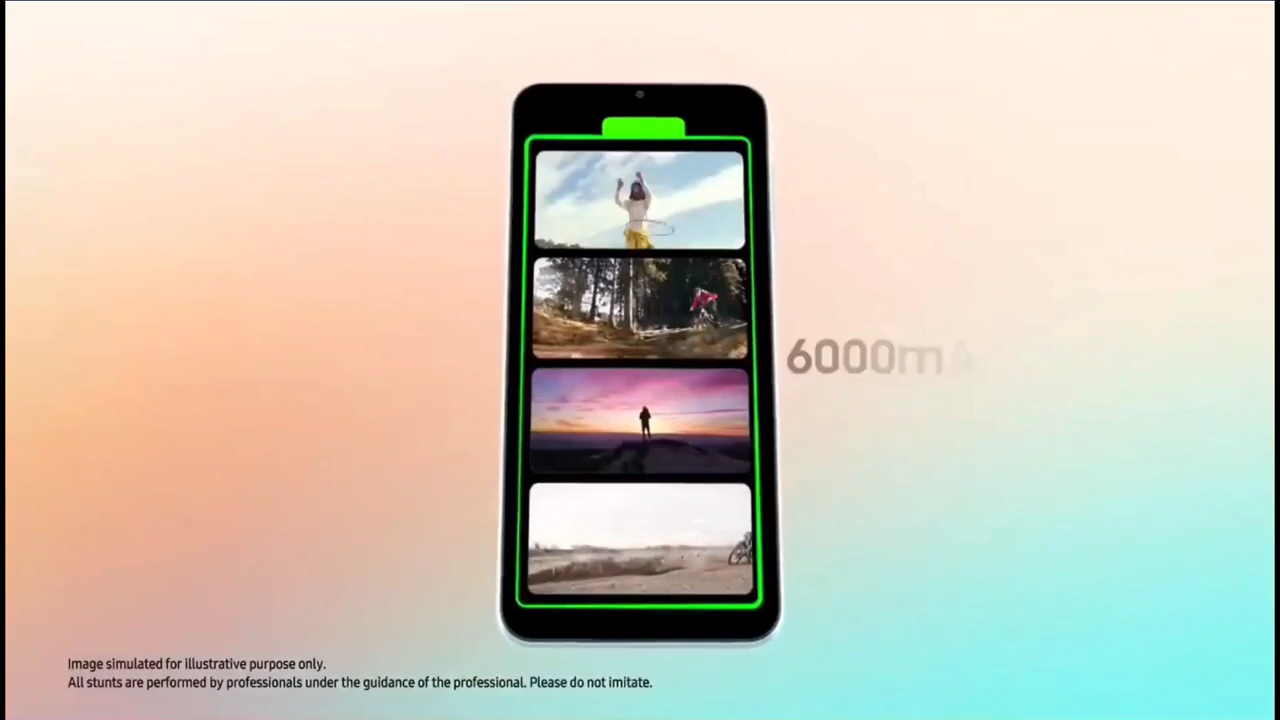 6000mA
Image simulated for illustrative purpose only.
All stunts are performed by professionals under the guidance of the professional. Please do not imitate.